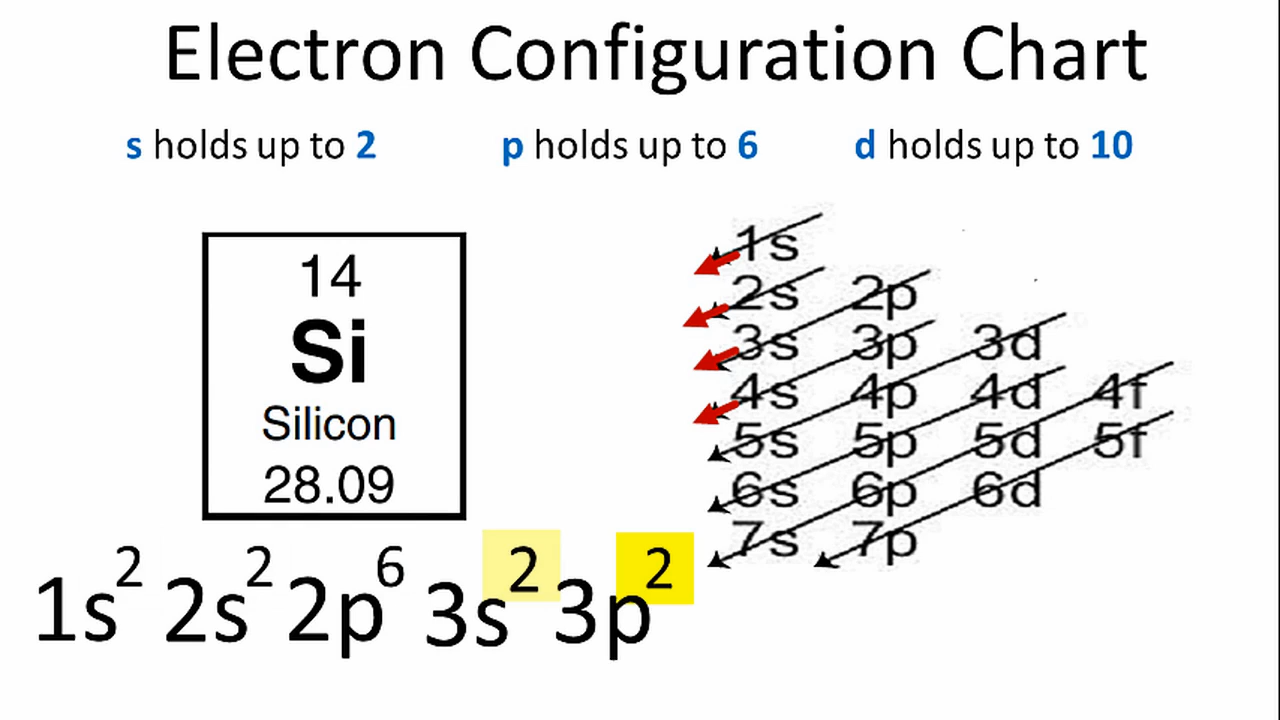 Electron Configuration Chart
s holds up to 2 p holds up to 6 d holds up to 10
14
Si
Silicon
28.09
1s
2s 2p
3s 3p 3d
4s 4p 4d 4f
5s 5p 5d 5f
6s 6p 6d
7s 7p
1s² 2s² 2p⁶ 3s² 3p²